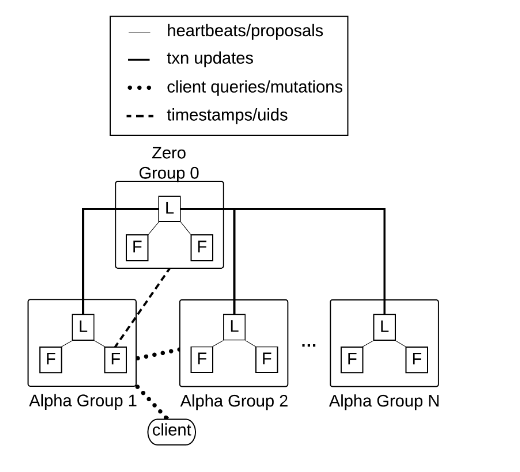 heartbeats/proposals
txn updates
client queries/mutations
timestamps/uids
Zero
Group 0
L
F F
L
F F
Alpha Group 1
L
F F
Alpha Group 2
...
L
F F
Alpha Group N
client